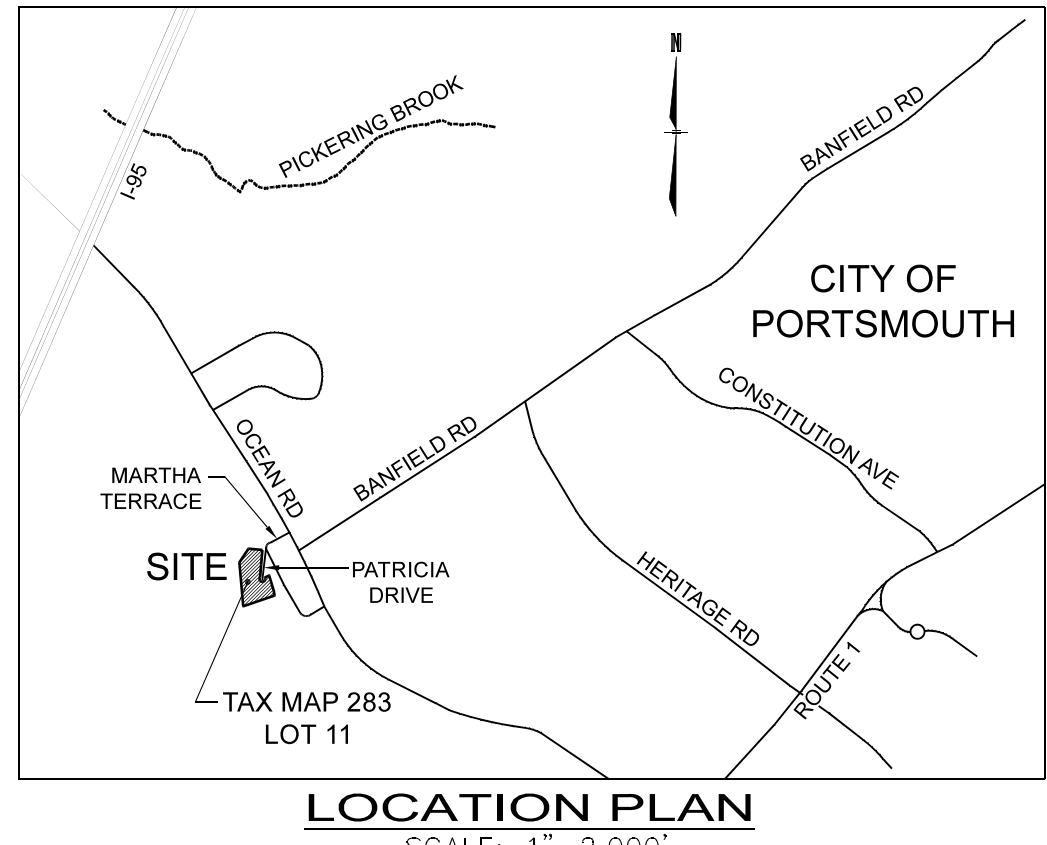 N
BANFIELD RD
PICKERING BROOK
I-95
CITY OF
PORTSMOUTH
CONSTITUTION AVE
OCEAN RD
BANFIELD RD
MARTHA
TERRACE
SITE
PATRICIA
DRIVE
HERITAGE RD
ROUTE 1
TAX MAP 283
LOT 11
LOCATION PLAN